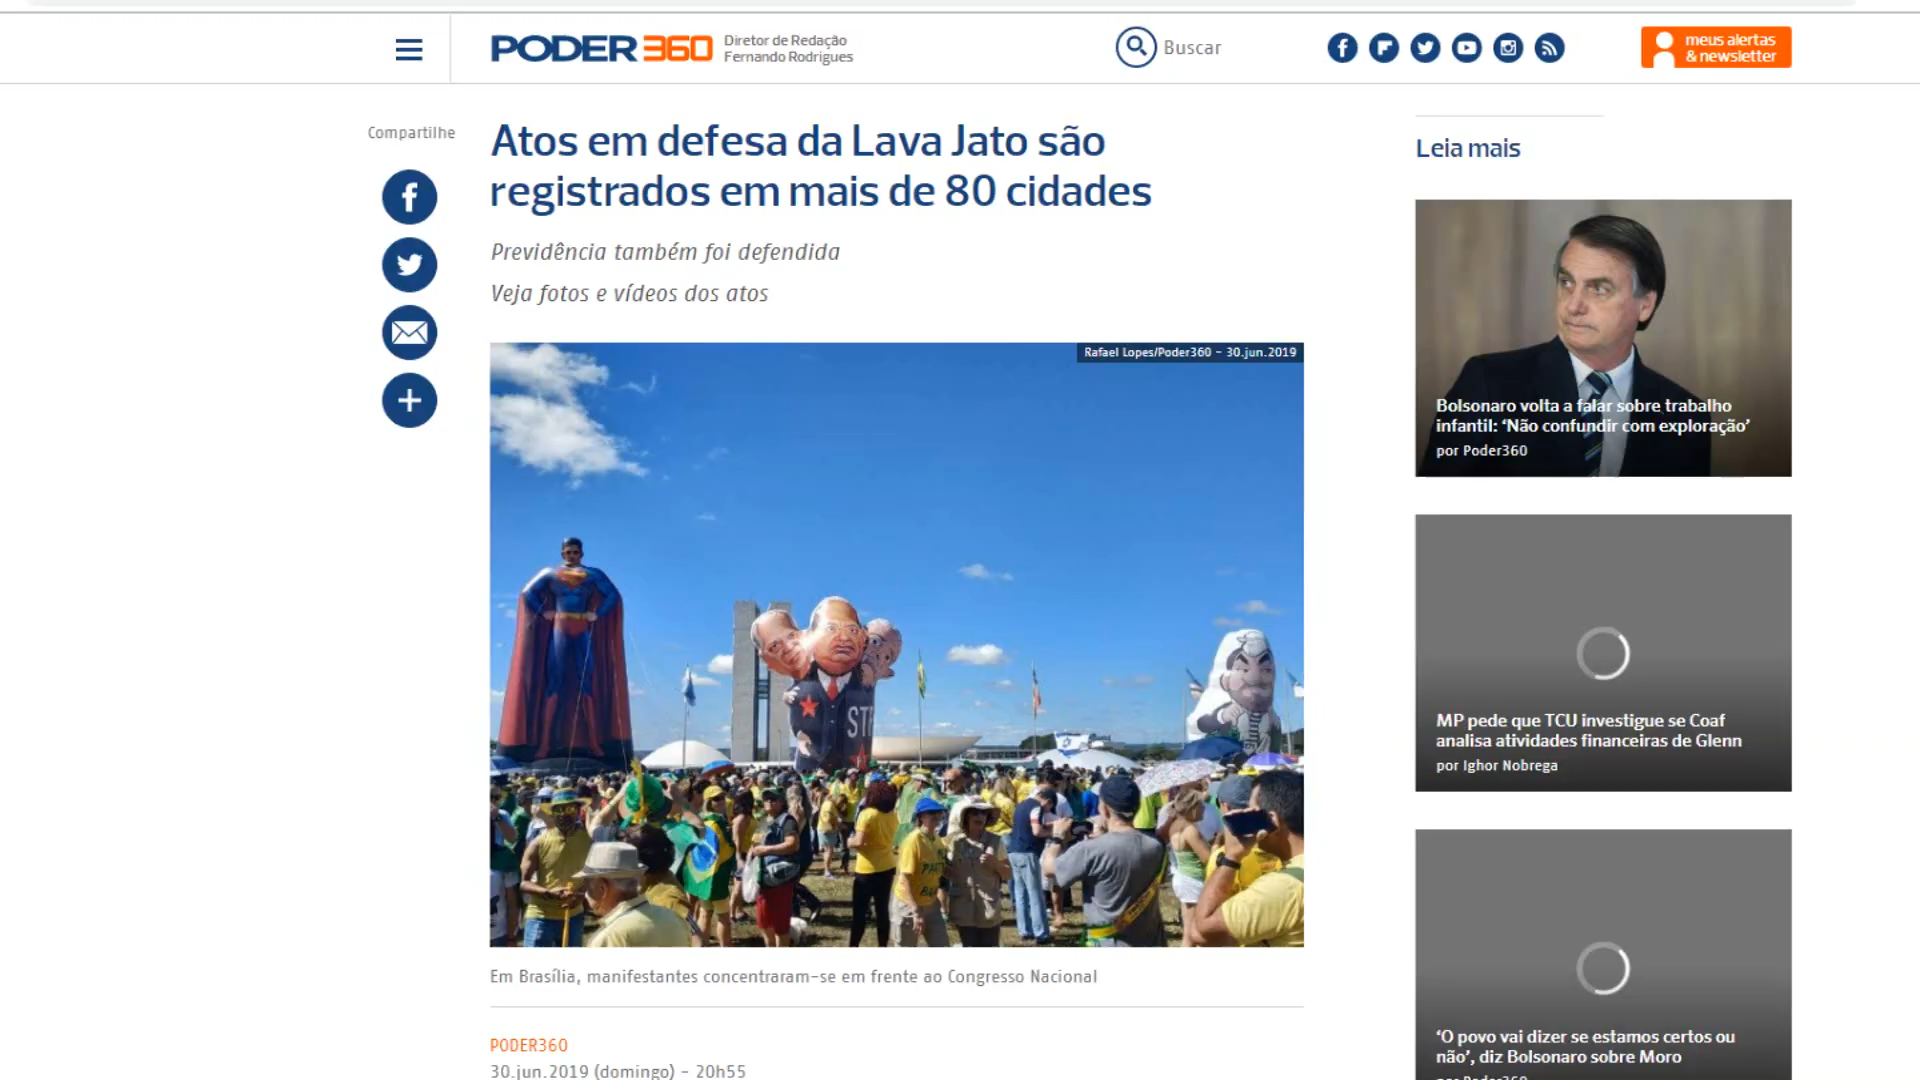 PODER360
Diretor de Redação
Fernando Rodrigues
Buscar
meus alertas
& newsletter
Compartilhe
Atos em defesa da Lava Jato são
registrados em mais de 80 cidades
Previdência também foi defendida
Veja fotos e vídeos dos atos
Rafael Lopes/Poder360 - 30.jun.2019
Em Brasília, manifestantes concentraram-se em frente ao Congresso Nacional
PODER360
30.jun.2019 (domingo) - 20h55
Leia mais
Bolsonaro volta a falar sobre trabalho
infantil: ‘Não confundir com exploração’
por Poder360
MP pede que TCU investigue se Coaf
analisa atividades financeiras de Glenn
por Ighor Nobrega
‘O povo vai dizer se estamos certos ou
não’, diz Bolsonaro sobre Moro
por Poder360